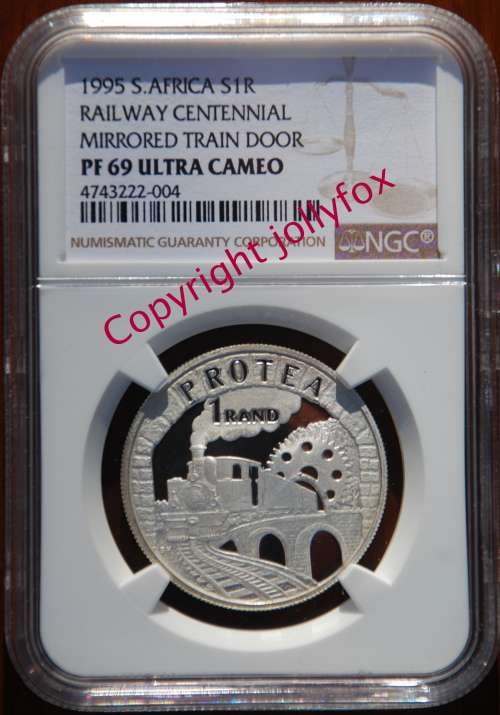 1995 S.AFRICA S1R
RAILWAY CENTENNIAL
MIRRORED TRAIN DOOR
PF 69 ULTRA CAMEO
4743222-004
NUMISMATIC GUARANTY CORPORATION
NGC®
Copyright jollyfox
PROTEA
1 RAND